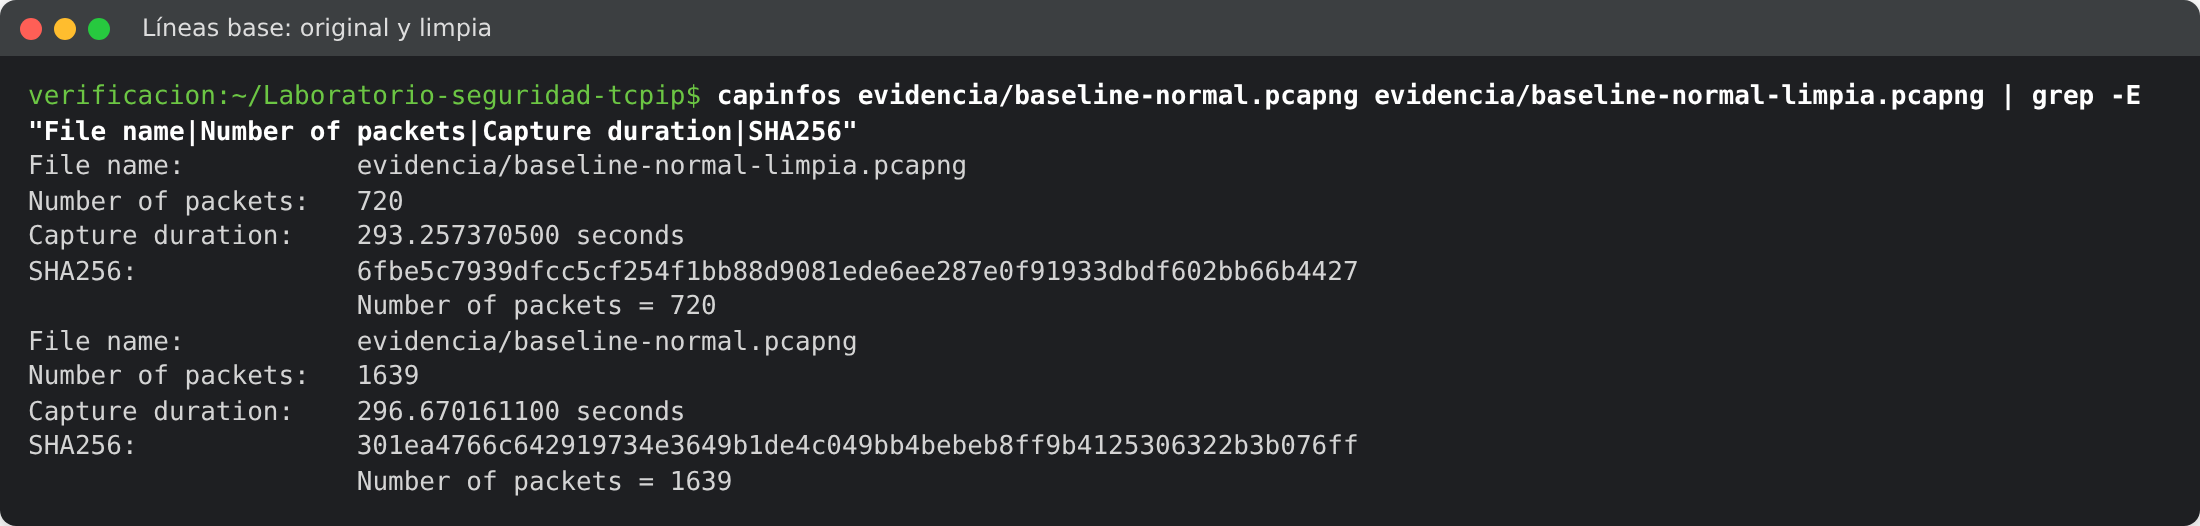 Líneas base: original y limpia
verificacion:~/Laboratorio-seguridad-tcpip$ capinfos evidencia/baseline-normal.pcapng evidencia/baseline-normal-limpia.pcapng | grep -E
"File name|Number of packets|Capture duration|SHA256"
File name: evidencia/baseline-normal-limpia.pcapng
Number of packets: 720
Capture duration: 293.257370500 seconds
SHA256: 6fbe5c7939dfcc5cf254f1bb88d9081ede6ee287e0f91933dbdf602bb66b4427
Number of packets = 720
File name: evidencia/baseline-normal.pcapng
Number of packets: 1639
Capture duration: 296.670161100 seconds
SHA256: 301ea4766c642919734e3649b1de4c049bb4bebeb8ff9b4125306322b3b076ff
Number of packets = 1639